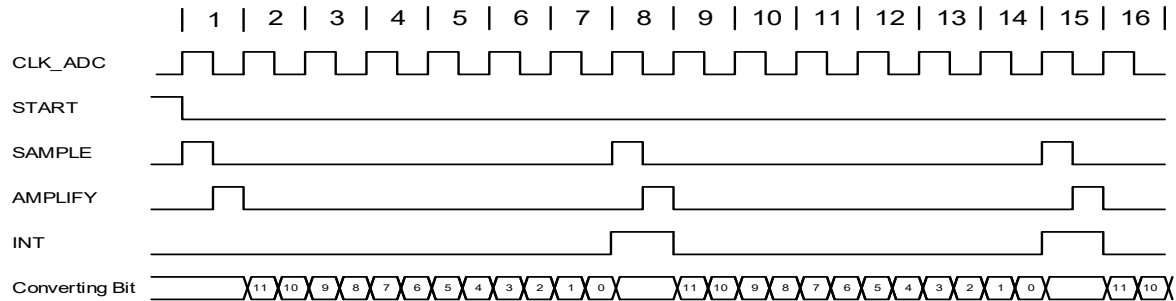 1 2 3 4 5 6 7 8 9 10 11 12 13 14 15 16
CLK_ADC
START
SAMPLE
AMPLIFY
INT
Converting Bit 11 10 9 8 7 6 5 4 3 2 1 0 11 10 9 8 7 6 5 4 3 2 1 0 11 10